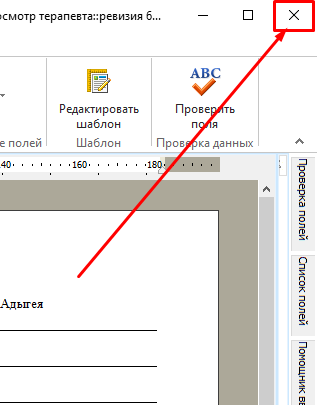 осмотр терапевта::ревизия б...
ABC
Редактировать шаблон
Проверить поля
е полей
Шаблон
Проверка данных
140
160
180
Проверка полей
Список полей
Помощник вв
Адыгея